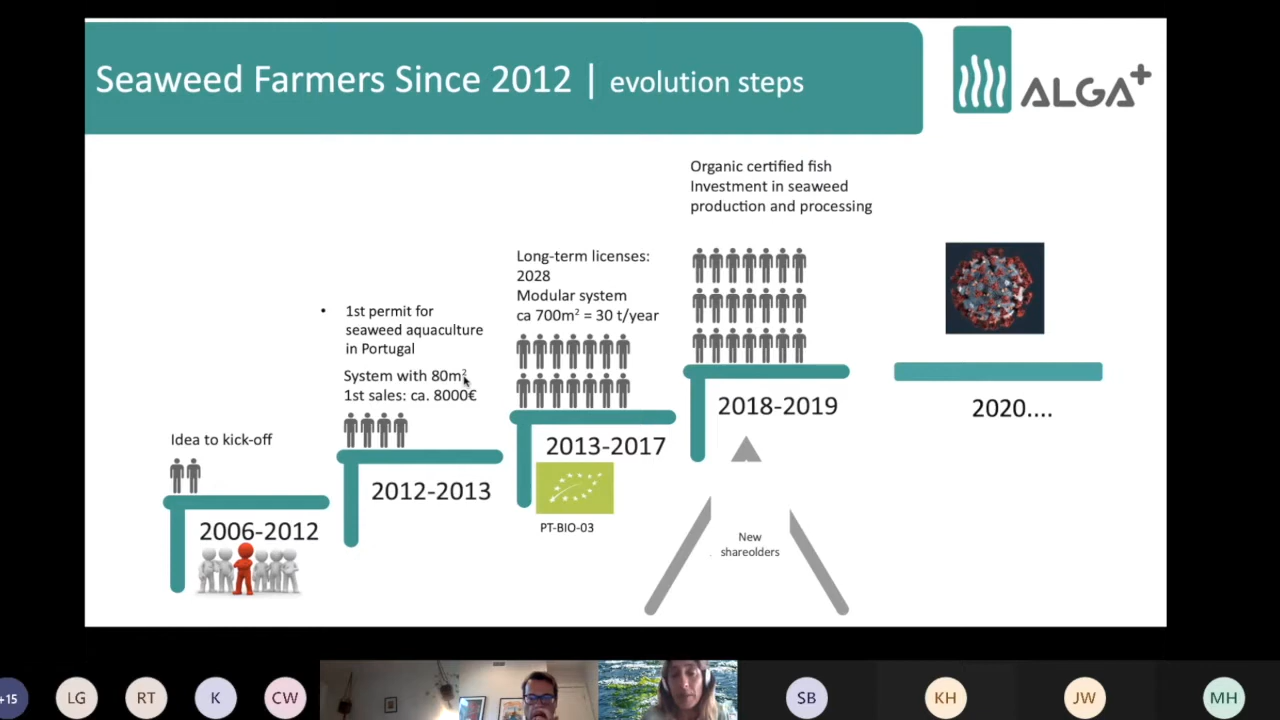 Seaweed Farmers Since 2012 | evolution steps
ALGA+
Organic certified fish
Investment in seaweed
production and processing
Long-term licenses:
2028
Modular system
ca 700m² = 30 t/year
• 1st permit for
seaweed aquaculture
in Portugal
System with 80m²
1st sales: ca. 8000€
Idea to kick-off
2018-2019
2020....
2013-2017
2012-2013
2006-2012
PT-BIO-03
New
shareolders
+15
LG
RT
K
CW
SB
KH
JW
MH